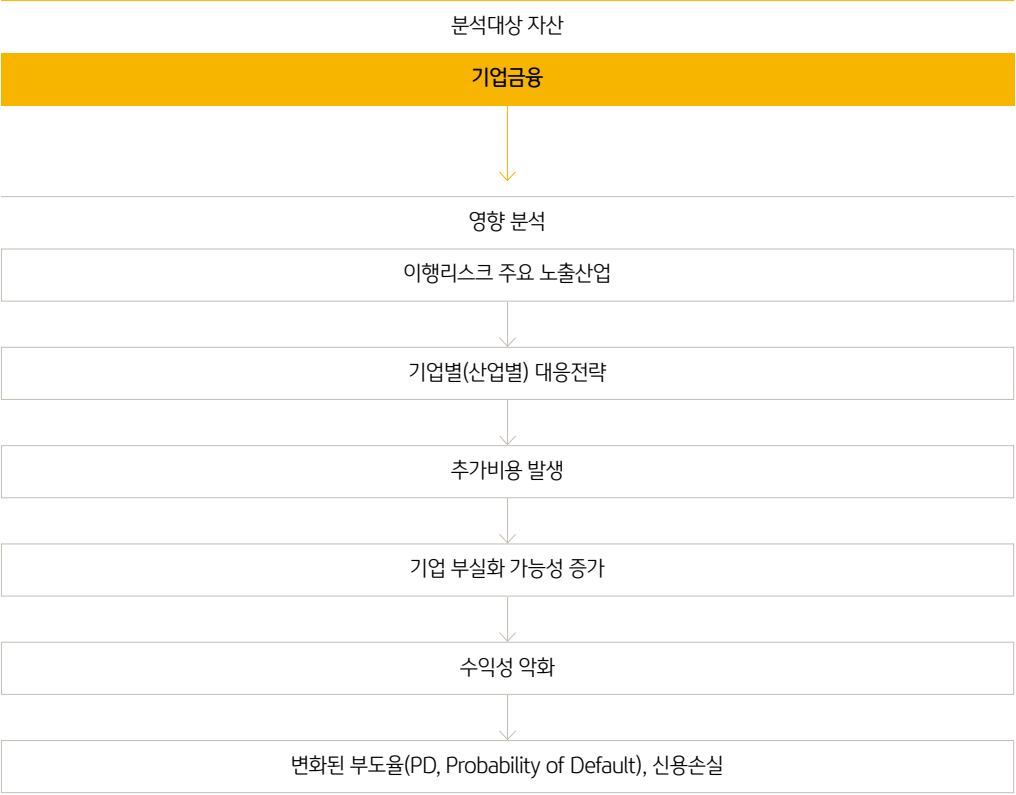 분석대상 자산
기업금융
영향 분석
이행리스크 주요 노출산업
기업별(산업별) 대응전략
추가비용 발생
기업 부실화 가능성 증가
수익성 악화
변화된 부도율(PD, Probability of Default), 신용손실